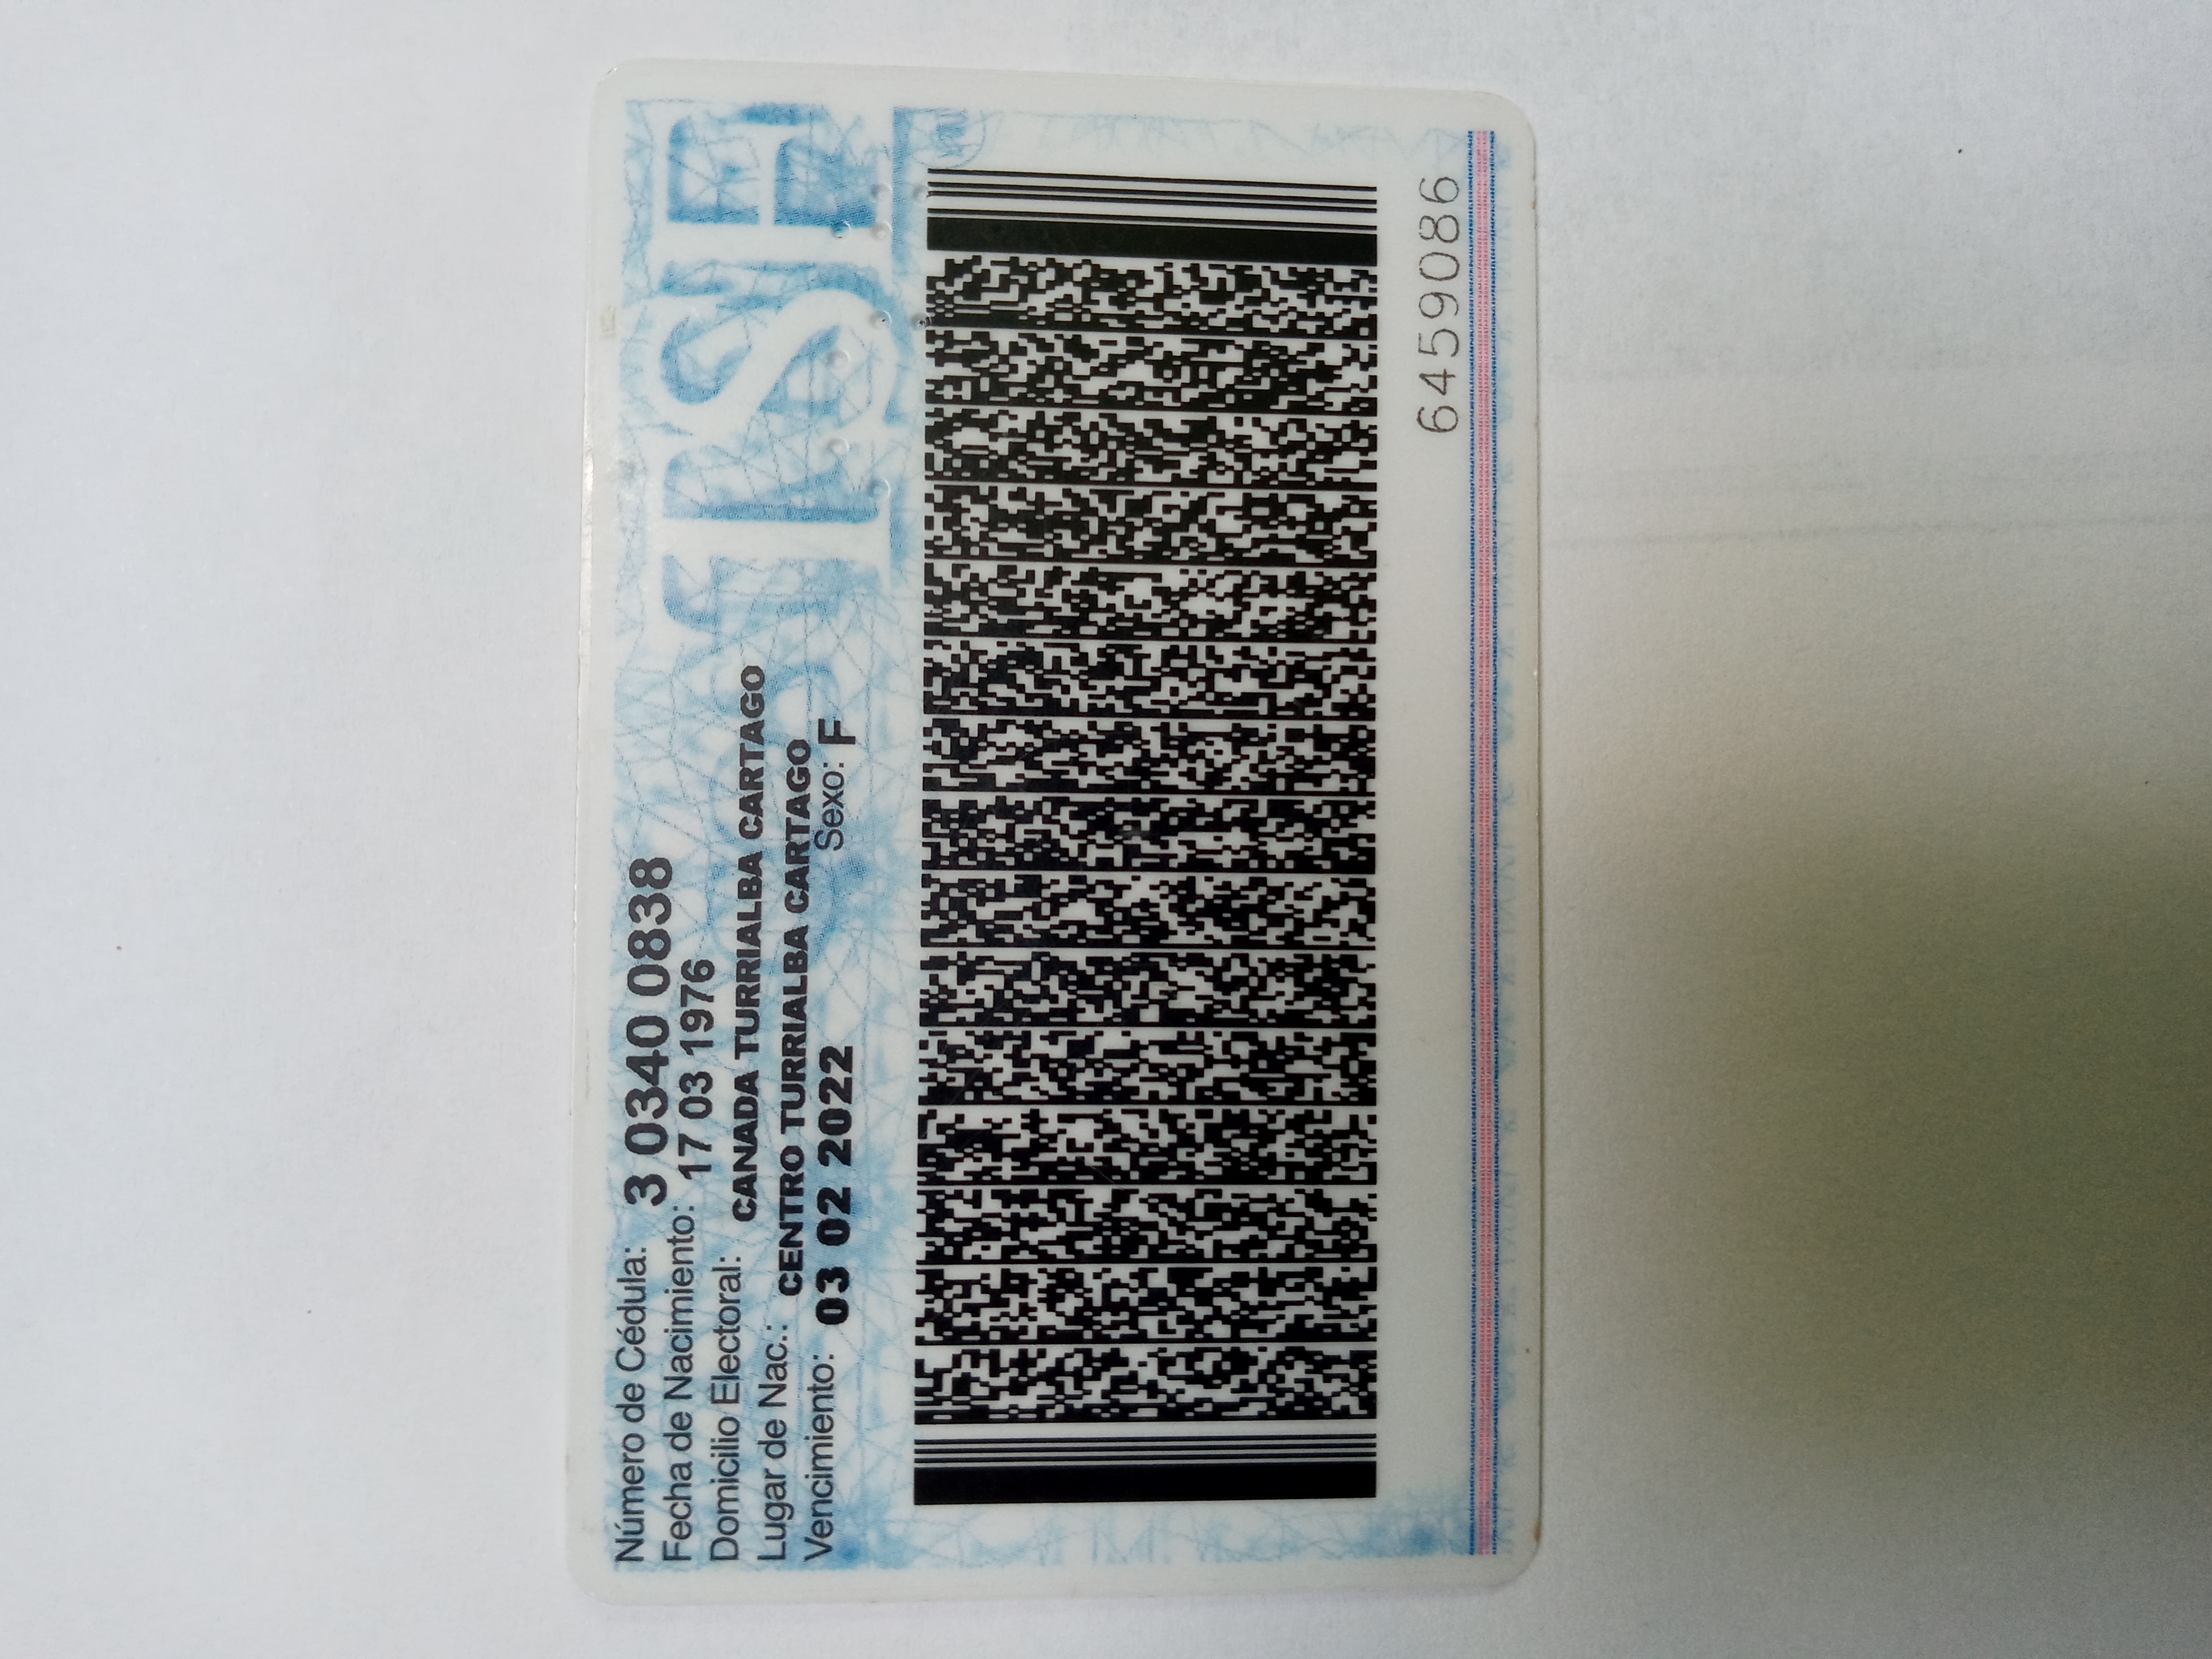 Número de Cédula: 3 0340 0838
Fecha de Nacimiento: 17 03 1976
Domicilio Electoral: CANADA TURRIALBA CARTAGO
Lugar de Nac.: CENTRO TURRIALBA CARTAGO
Vencimiento: 03 02 2022 Sexo: F
TSE
6459086